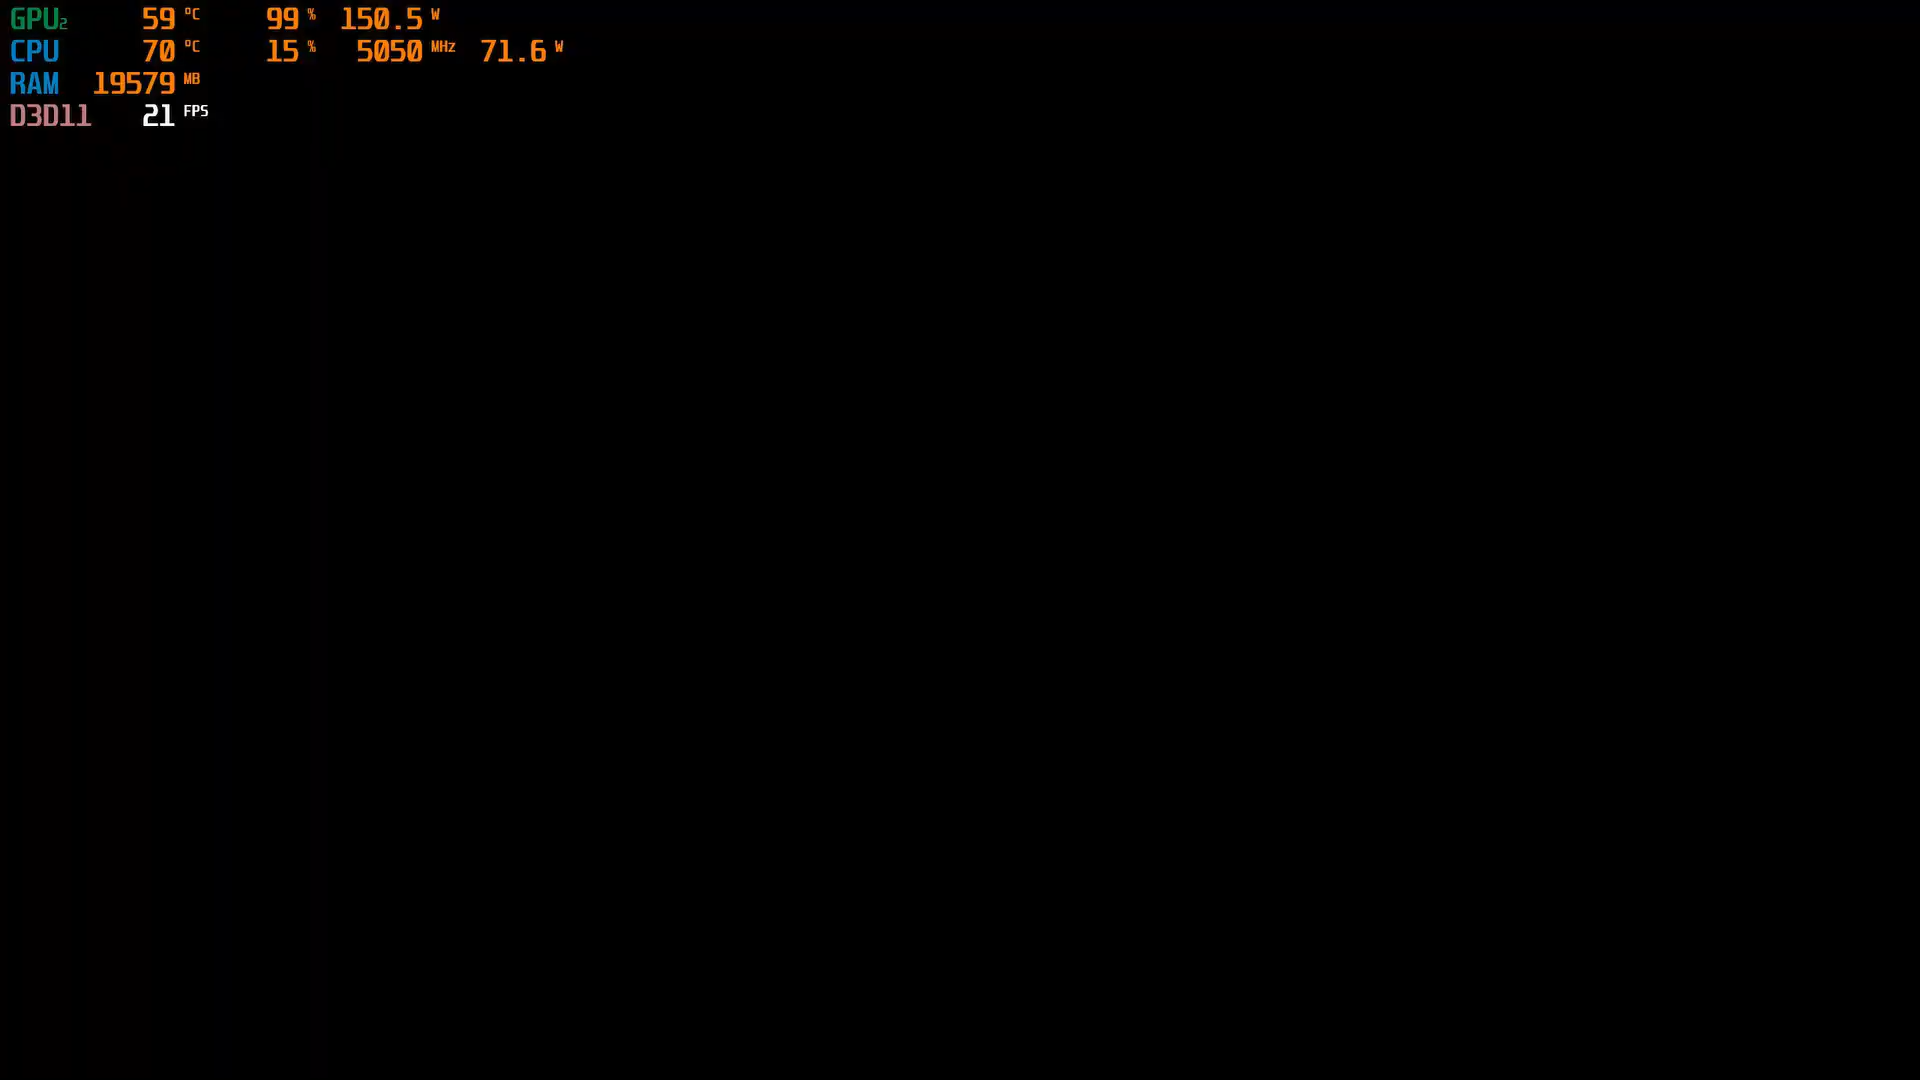 GPU2 59 °C 99 % 150.5 W
CPU 70 °C 15 % 5050 MHz 71.6 W
RAM 19579 MB
D3D11 21 FPS